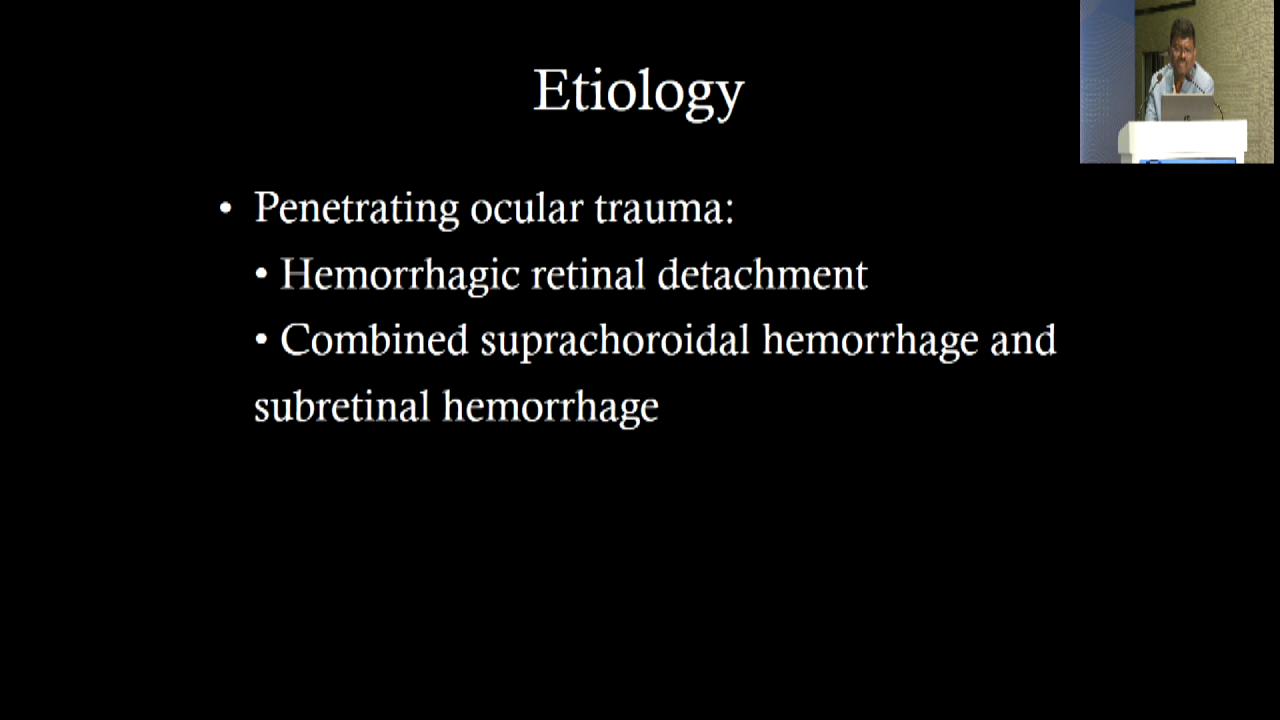 Etiology
• Penetrating ocular trauma:
• Hemorrhagic retinal detachment
• Combined suprachoroidal hemorrhage and
subretinal hemorrhage